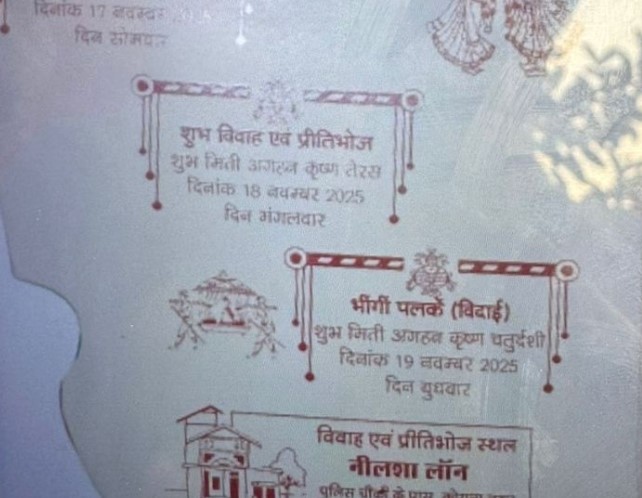 दिनांक 17 नवम्बर 2025
दिन सोमवार
शुभ विवाह एवं प्रीतिभोज
शुभ मिती अगहन कृष्ण तेरस
दिनांक 18 नवम्बर 2025
दिन मंगलवार
भींगीं पलकें (विदाई)
शुभ मिती अगहन कृष्ण चतुर्दशी
दिनांक 19 नवम्बर 2025
दिन बुधवार
विवाह एवं प्रीतिभोज स्थल
नीलशा लॉन
पुलिस चौकी के पास